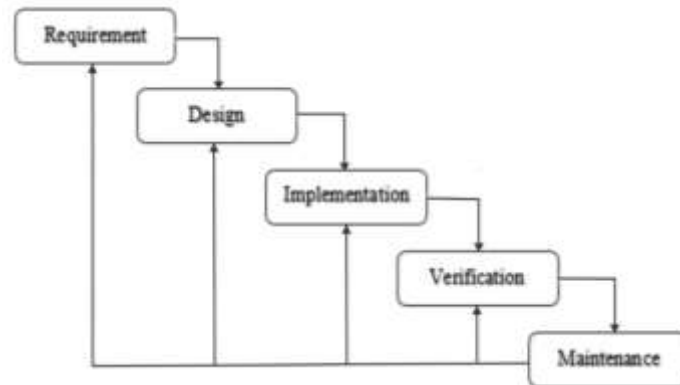 Requirement
Design
Implementation
Verification
Maintenance